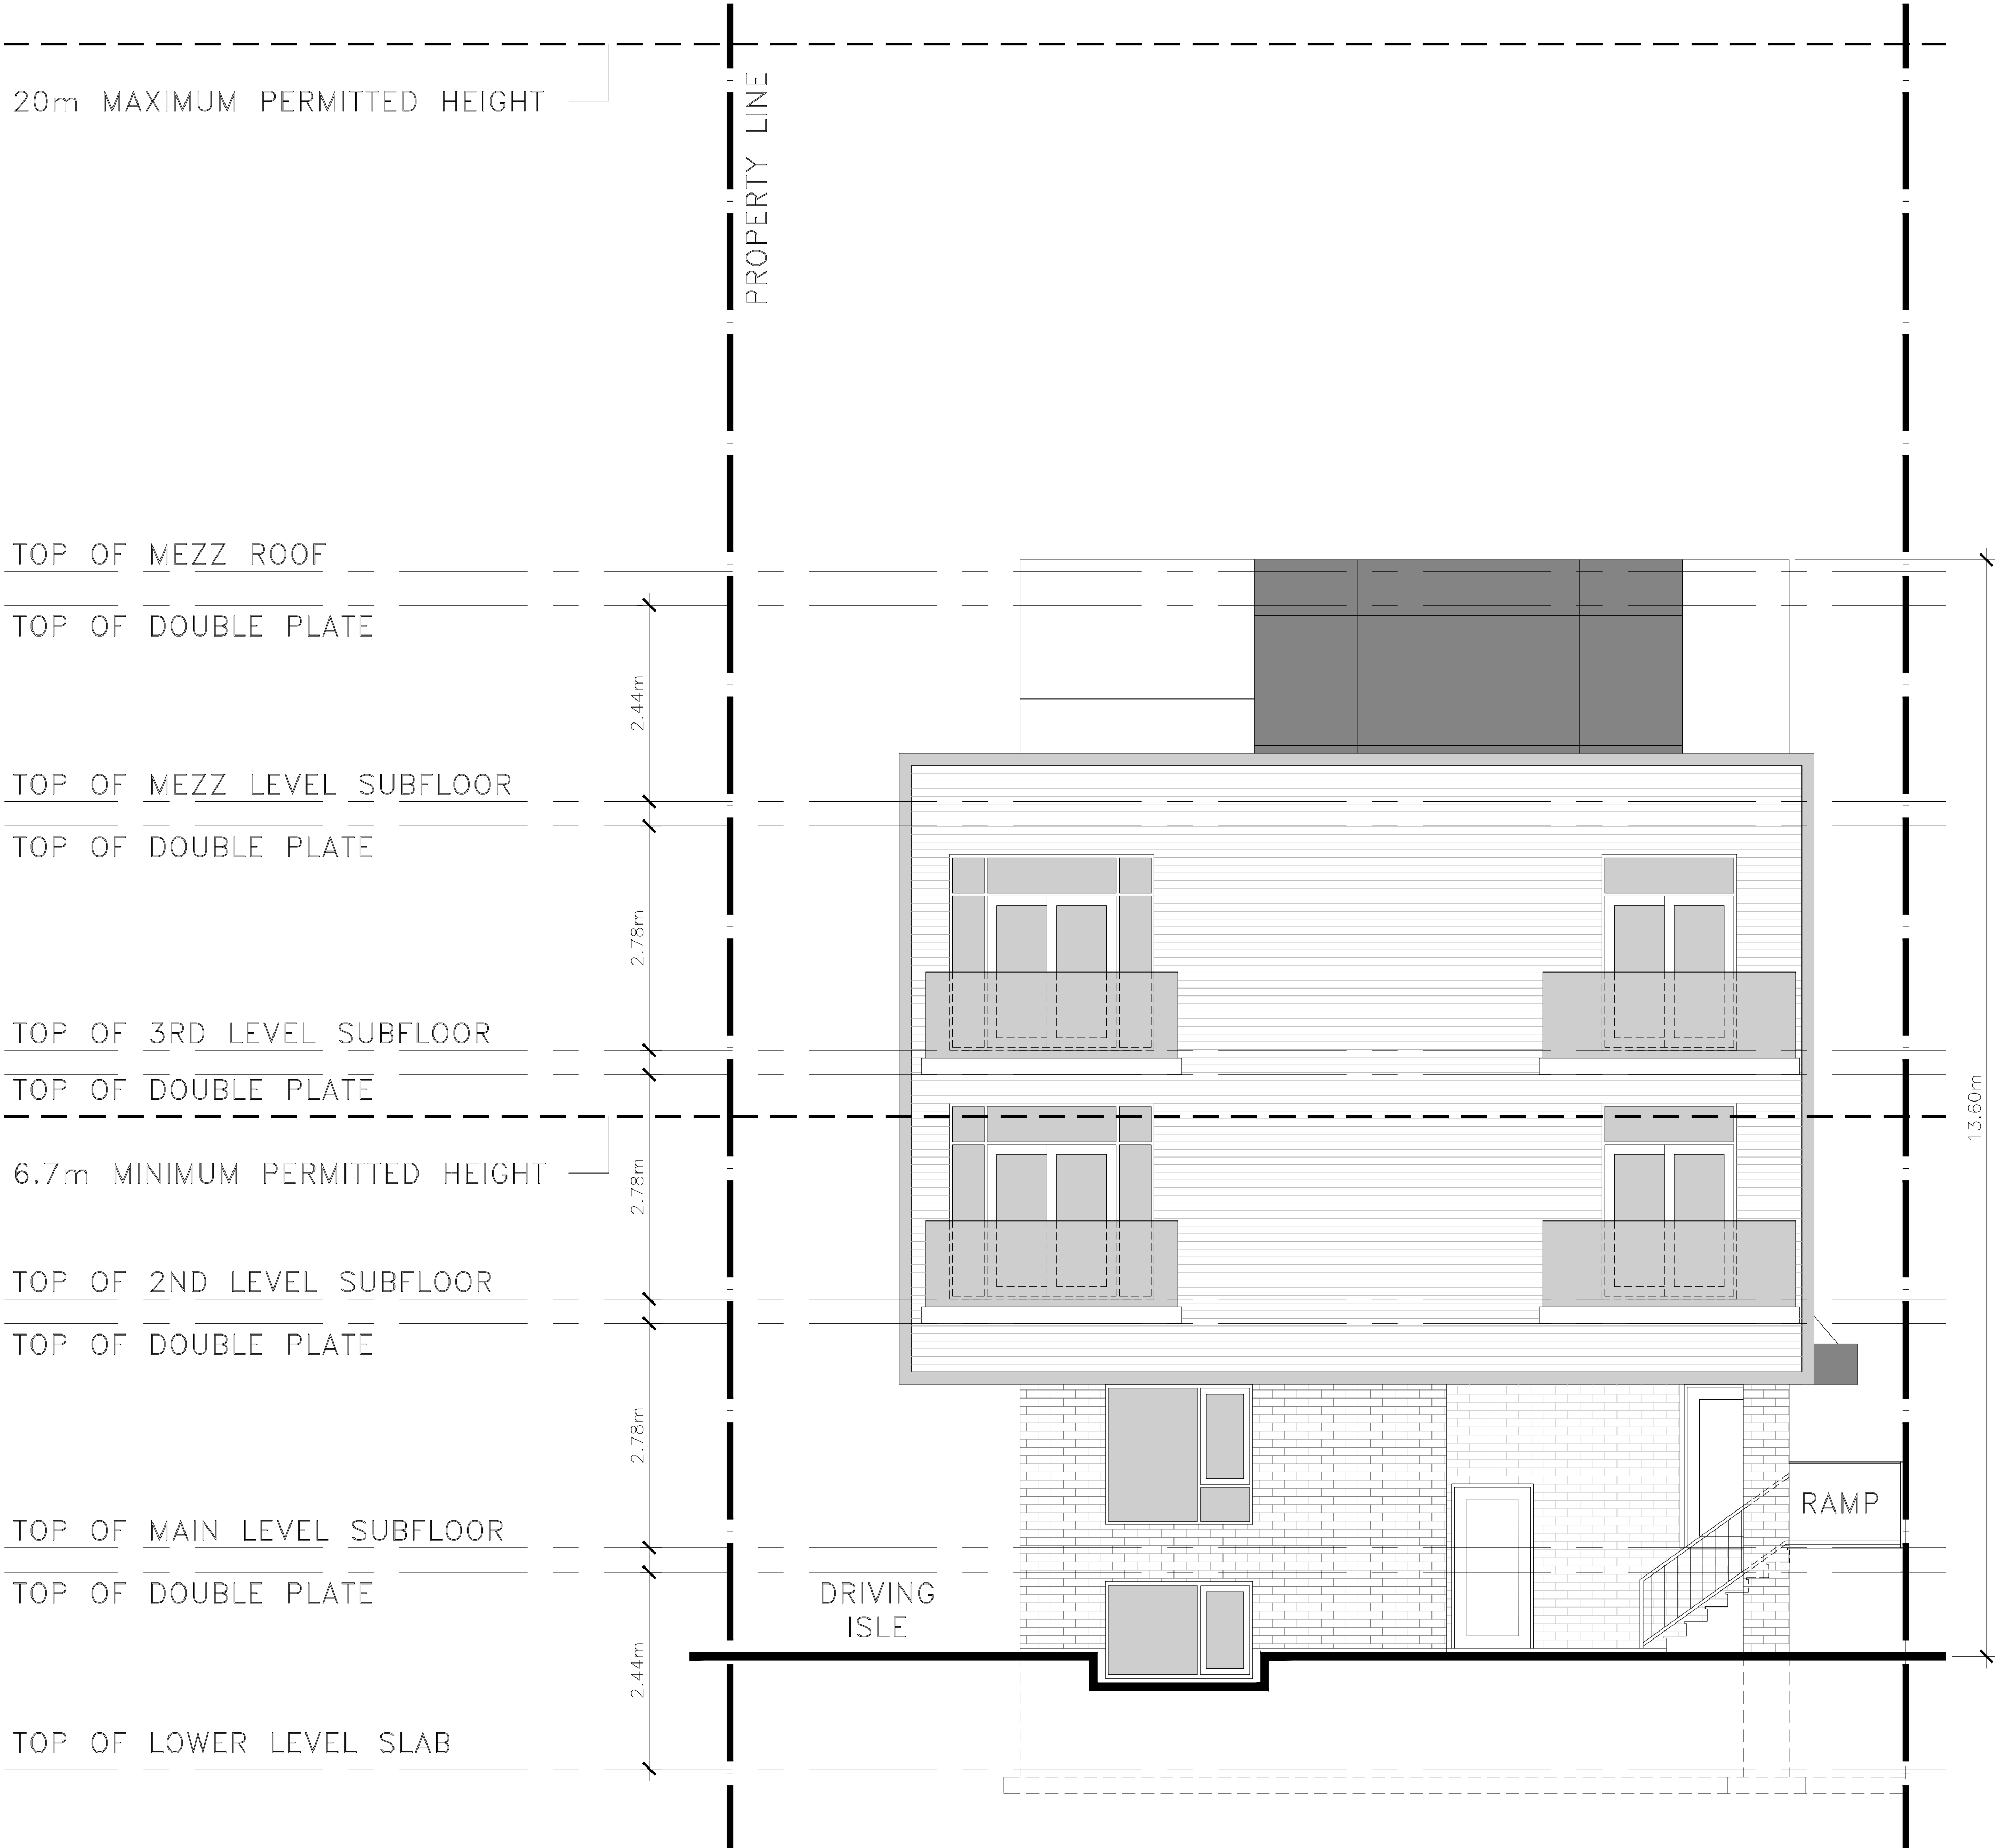 20m MAXIMUM PERMITTED HEIGHT
PROPERTY LINE
TOP OF MEZZ ROOF
TOP OF DOUBLE PLATE
2.44m
TOP OF MEZZ LEVEL SUBFLOOR
TOP OF DOUBLE PLATE
2.78m
TOP OF 3RD LEVEL SUBFLOOR
TOP OF DOUBLE PLATE
13.60m
6.7m MINIMUM PERMITTED HEIGHT
2.78m
TOP OF 2ND LEVEL SUBFLOOR
TOP OF DOUBLE PLATE
2.78m
RAMP
TOP OF MAIN LEVEL SUBFLOOR
TOP OF DOUBLE PLATE
DRIVING
ISLE
2.44m
TOP OF LOWER LEVEL SLAB